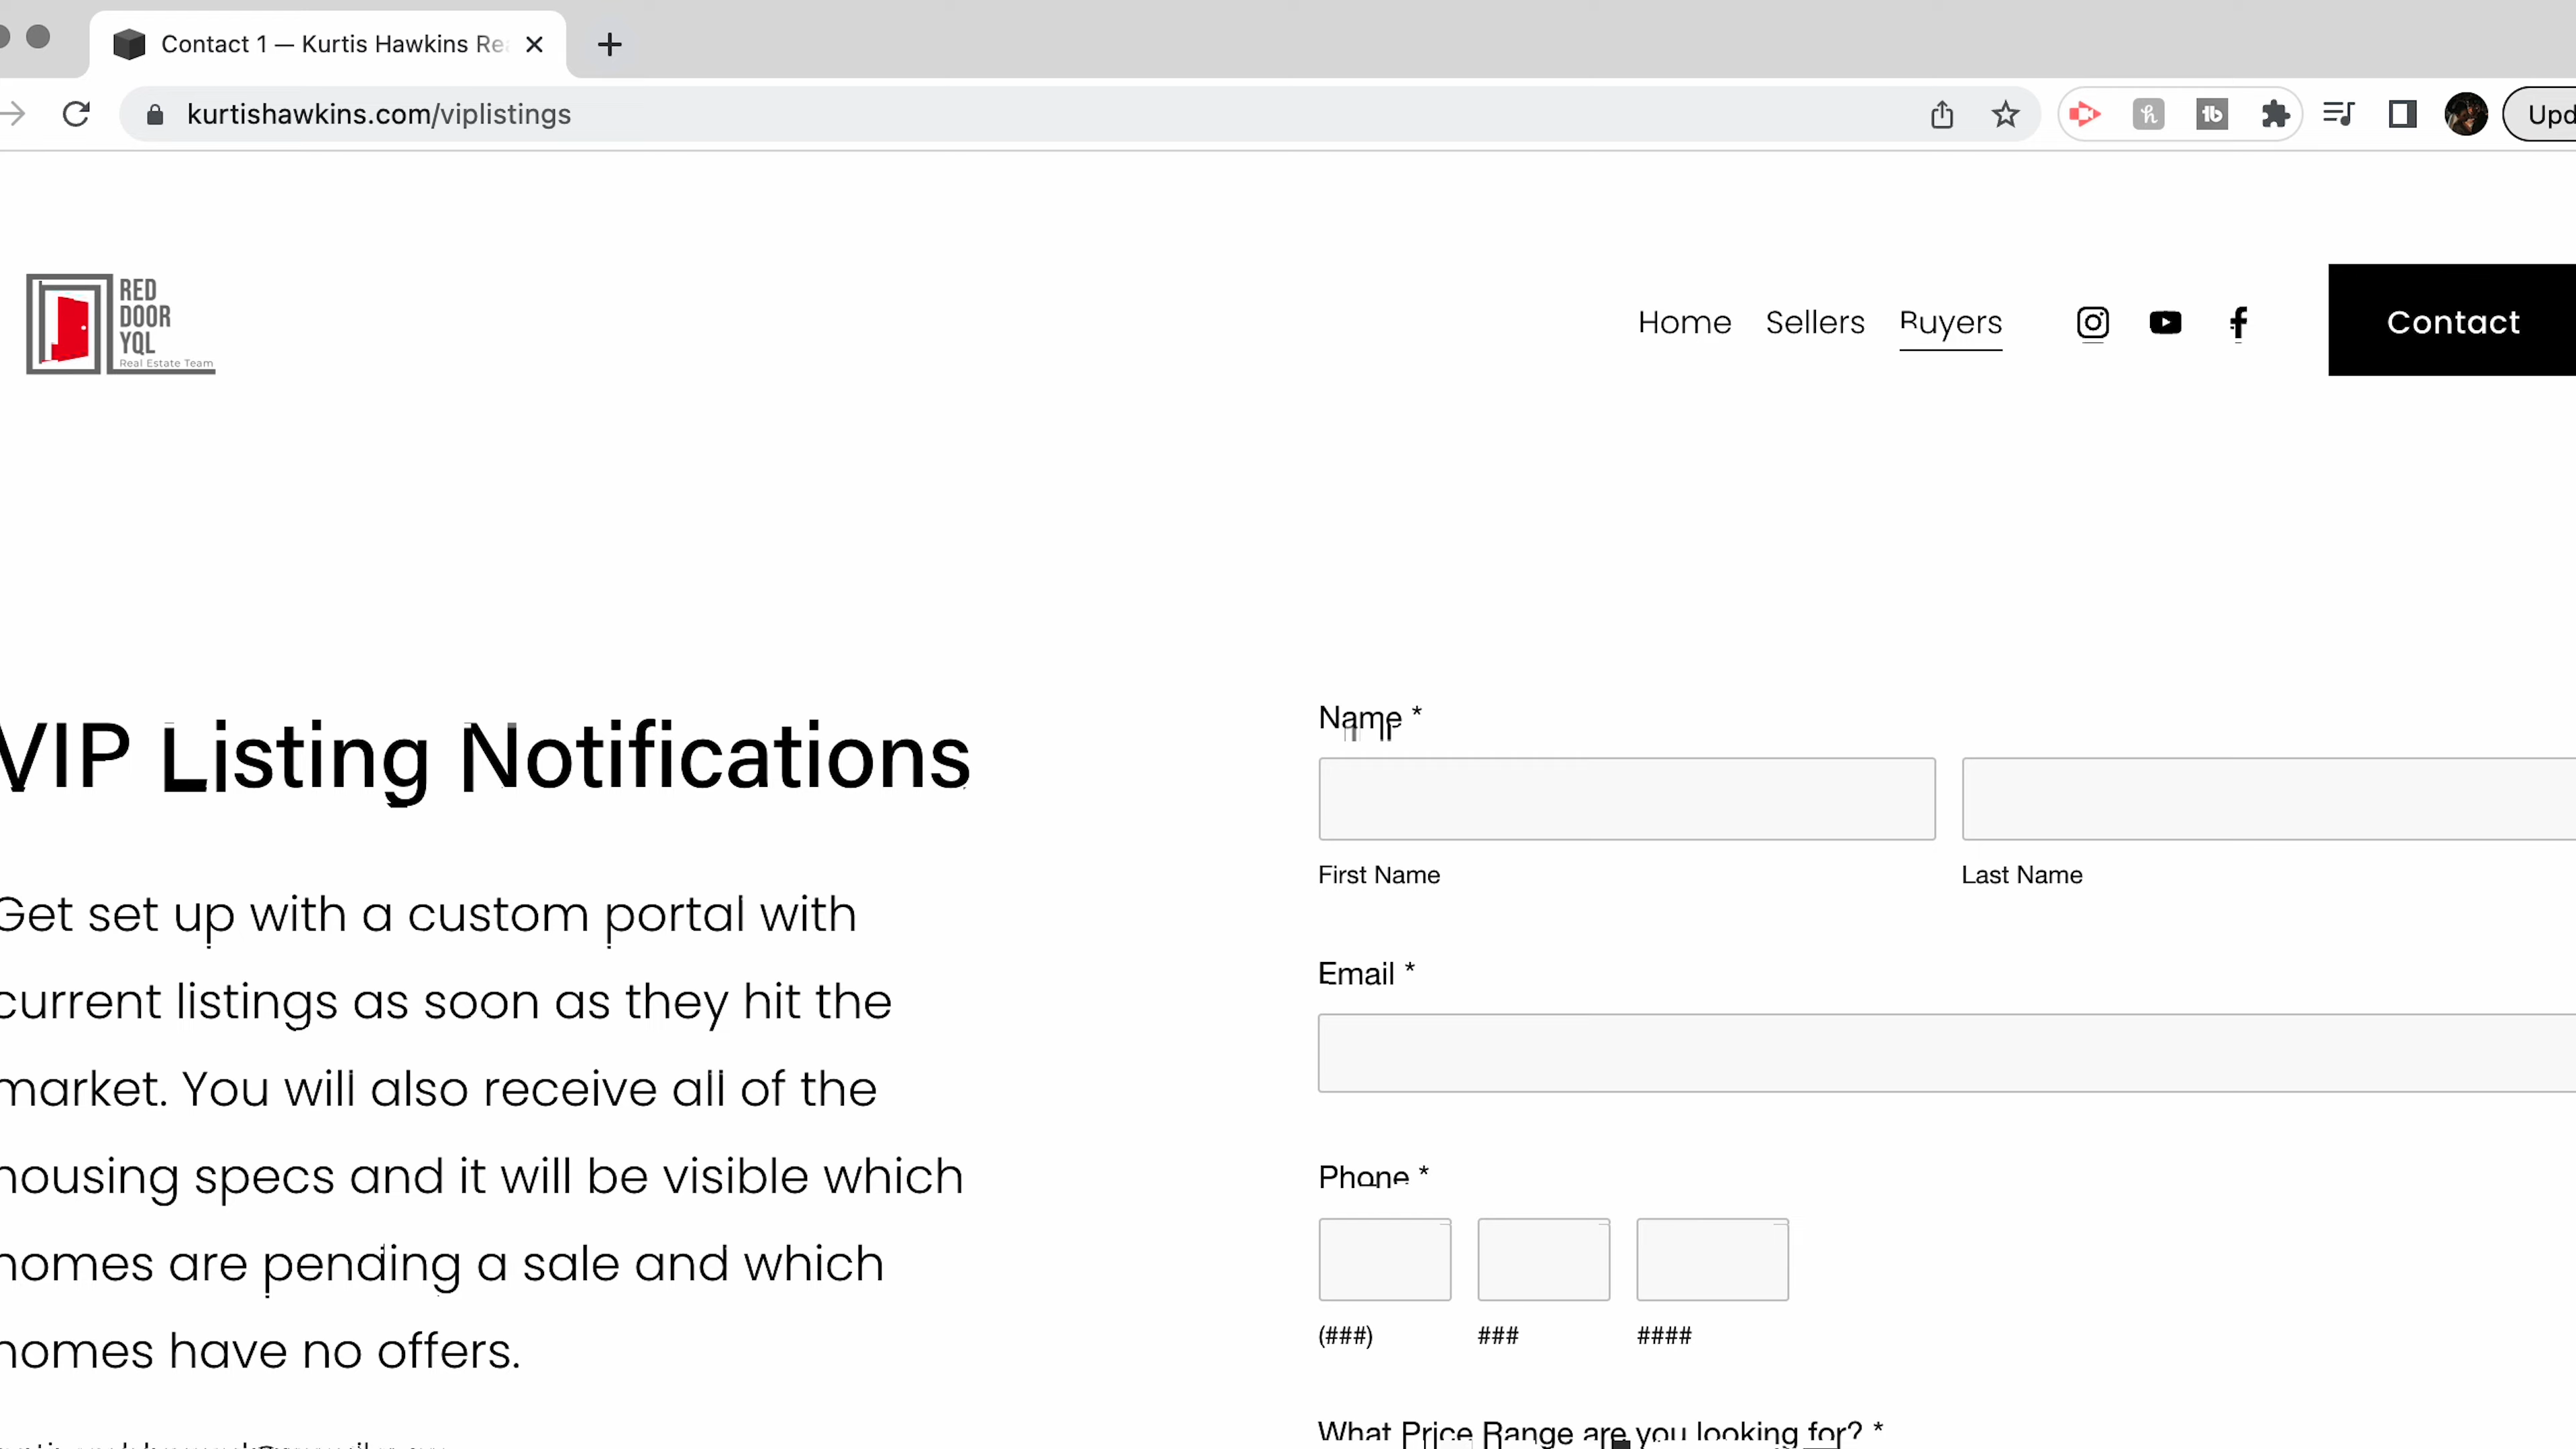 Contact 1 — Kurtis Hawkins Rea
kurtishawkins.com/viplistings
Upd
RED
DOOR
YQL
Real Estate Team
Home Sellers Buyers
Contact
VIP Listing Notifications
Get set up with a custom portal with
current listings as soon as they hit the
market. You will also receive all of the
housing specs and it will be visible which
homes are pending a sale and which
homes have no offers.
Name *
First Name
Last Name
Email *
Phone *
(###)
###
####
What Price Range are you looking for? *